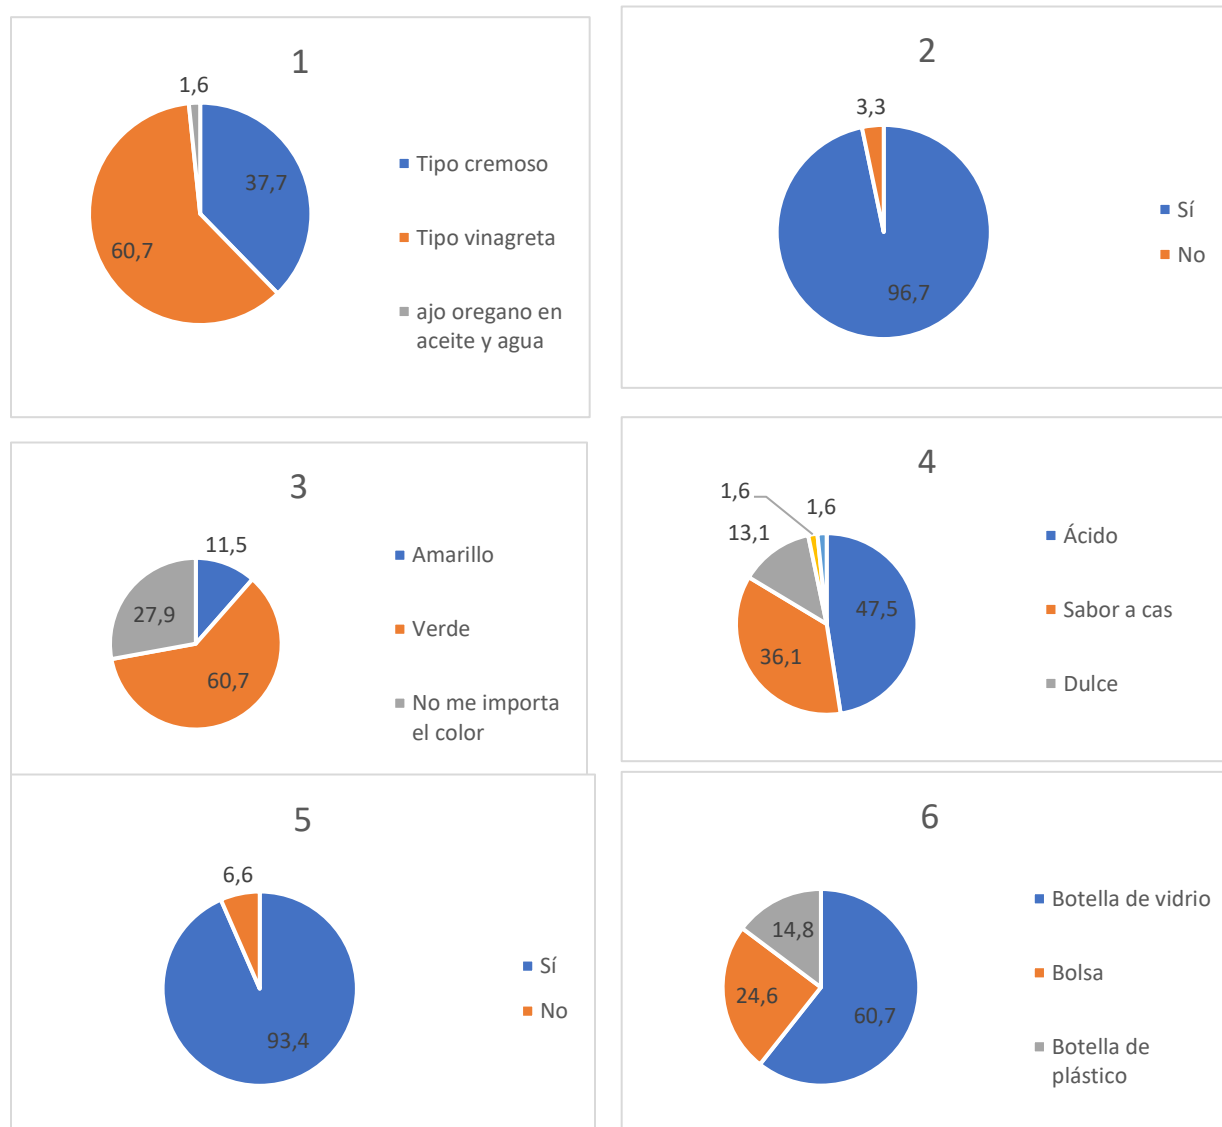 1
1,6
37,7
60,7
Tipo cremoso
Tipo vinagreta
ajo oregano en
aceite y agua
2
3,3
96,7
Sí
No
3
11,5
27,9
60,7
Amarillo
Verde
No me importa
el color
4
1,6
1,6
13,1
47,5
36,1
Ácido
Sabor a cas
Dulce
5
6,6
93,4
Sí
No
6
14,8
24,6
60,7
Botella de vidrio
Bolsa
Botella de
plástico